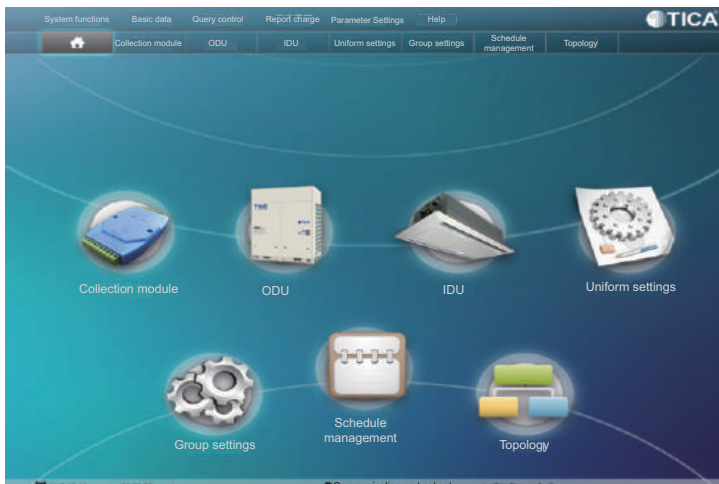 System functions Basic data Query control Report charge Parameter Settings Help
TICA
Collection module ODU IDU Uniform settings Group settings Schedule management Topology
Collection module
ODU
IDU
Uniform settings
Group settings
Schedule
management
Topology